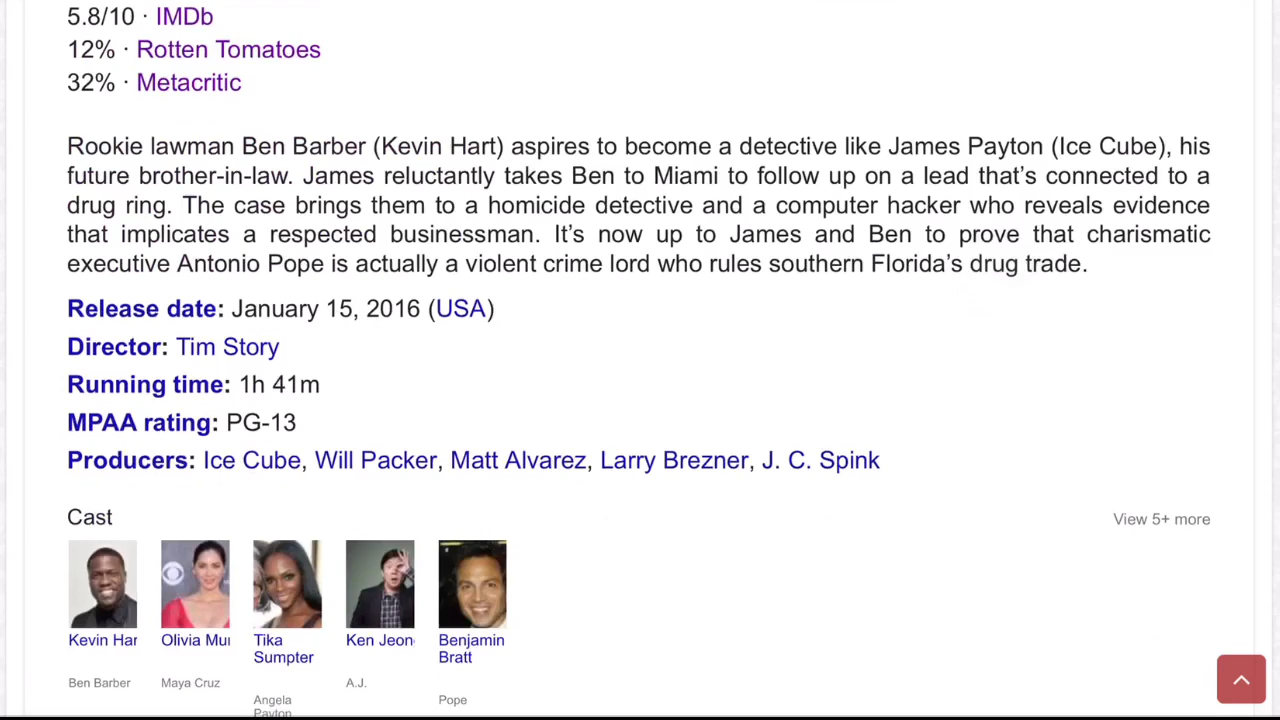 5.8/10 · IMDb
12% · Rotten Tomatoes
32% · Metacritic
Rookie lawman Ben Barber (Kevin Hart) aspires to become a detective like James Payton (Ice Cube), his
future brother-in-law. James reluctantly takes Ben to Miami to follow up on a lead that’s connected to a
drug ring. The case brings them to a homicide detective and a computer hacker who reveals evidence
that implicates a respected businessman. It’s now up to James and Ben to prove that charismatic
executive Antonio Pope is actually a violent crime lord who rules southern Florida’s drug trade.
Release date: January 15, 2016 (USA)
Director: Tim Story
Running time: 1h 41m
MPAA rating: PG-13
Producers: Ice Cube, Will Packer, Matt Alvarez, Larry Brezner, J. C. Spink
Cast
View 5+ more
Kevin Har
Ben Barber
Olivia Mu
Maya Cruz
Tika
Sumpter
Angela
Payton
Ken Jeon
A.J.
Benjamin
Bratt
Pope